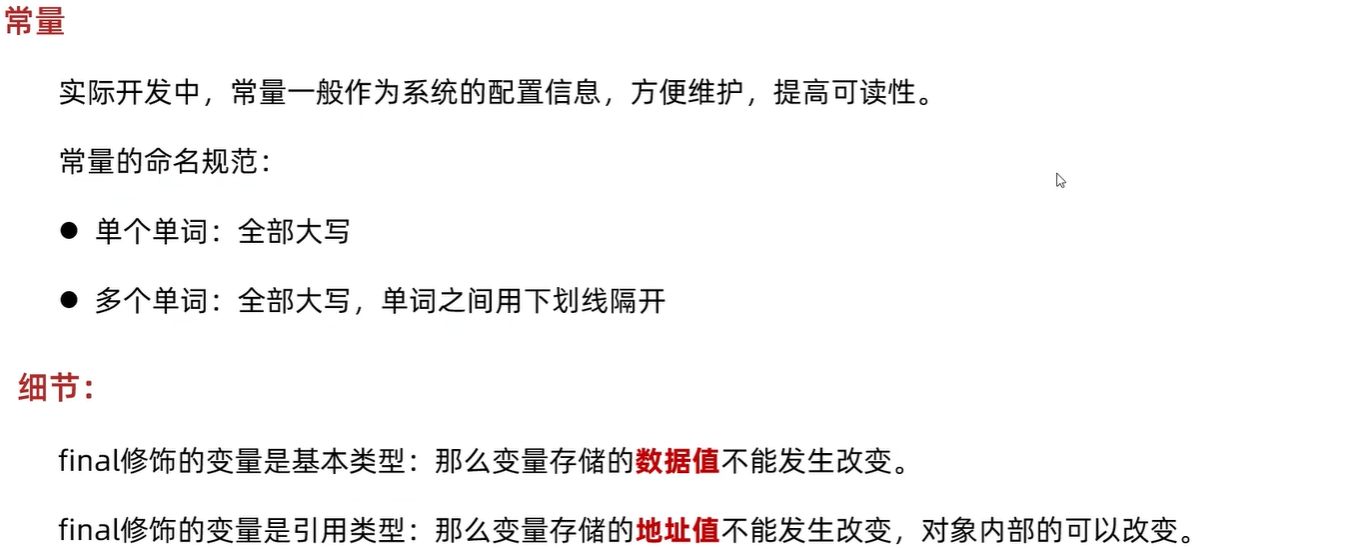 常量
实际开发中，常量一般作为系统的配置信息，方便维护，提高可读性。
常量的命名规范：
● 单个单词：全部大写
● 多个单词：全部大写，单词之间用下划线隔开
细节：
final修饰的变量是基本类型：那么变量存储的数据值不能发生改变。
final修饰的变量是引用类型：那么变量存储的地址值不能发生改变，对象内部的可以改变。